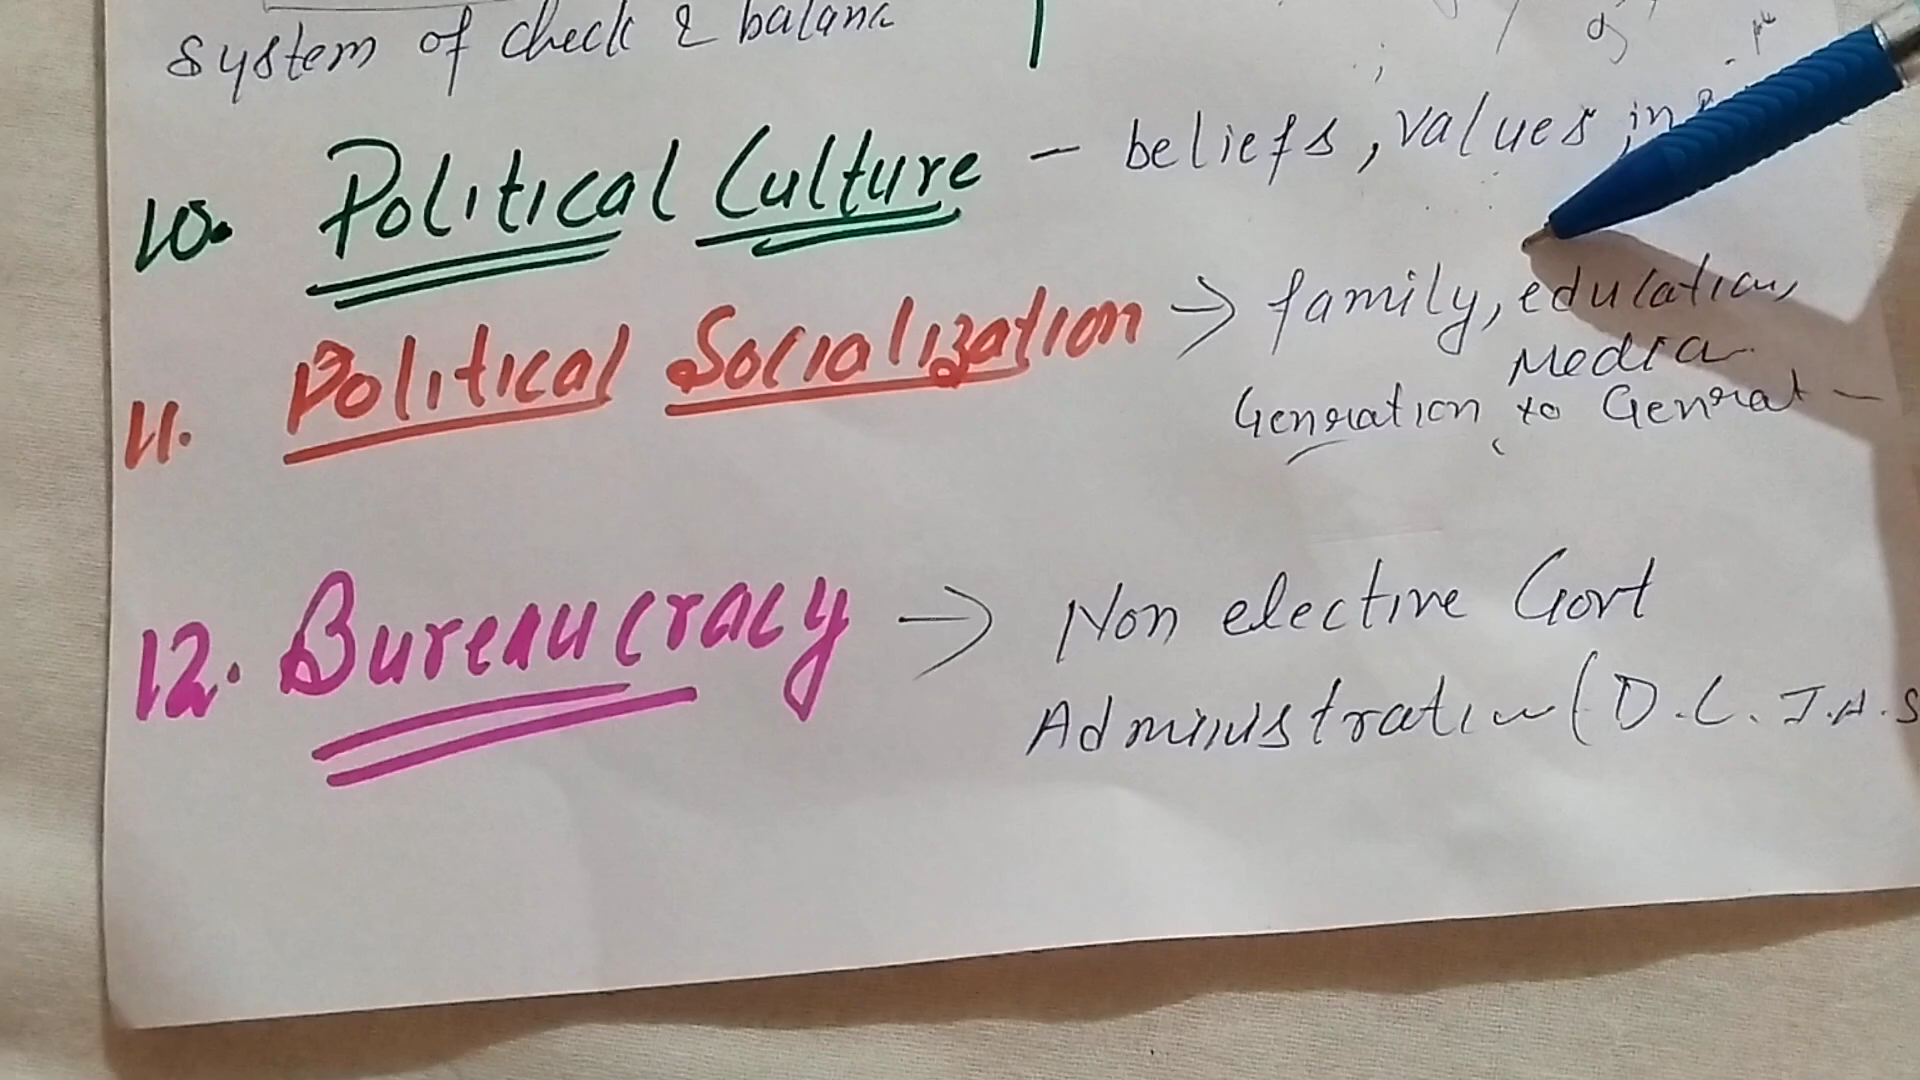 system of check & balanc
10. Political Culture - beliefs, values, in
11. Political Socialization → family, education,
Media
Generation to Generat -
12. Bureaucracy → Non elective Govt
Administration (D.C. I.A.S